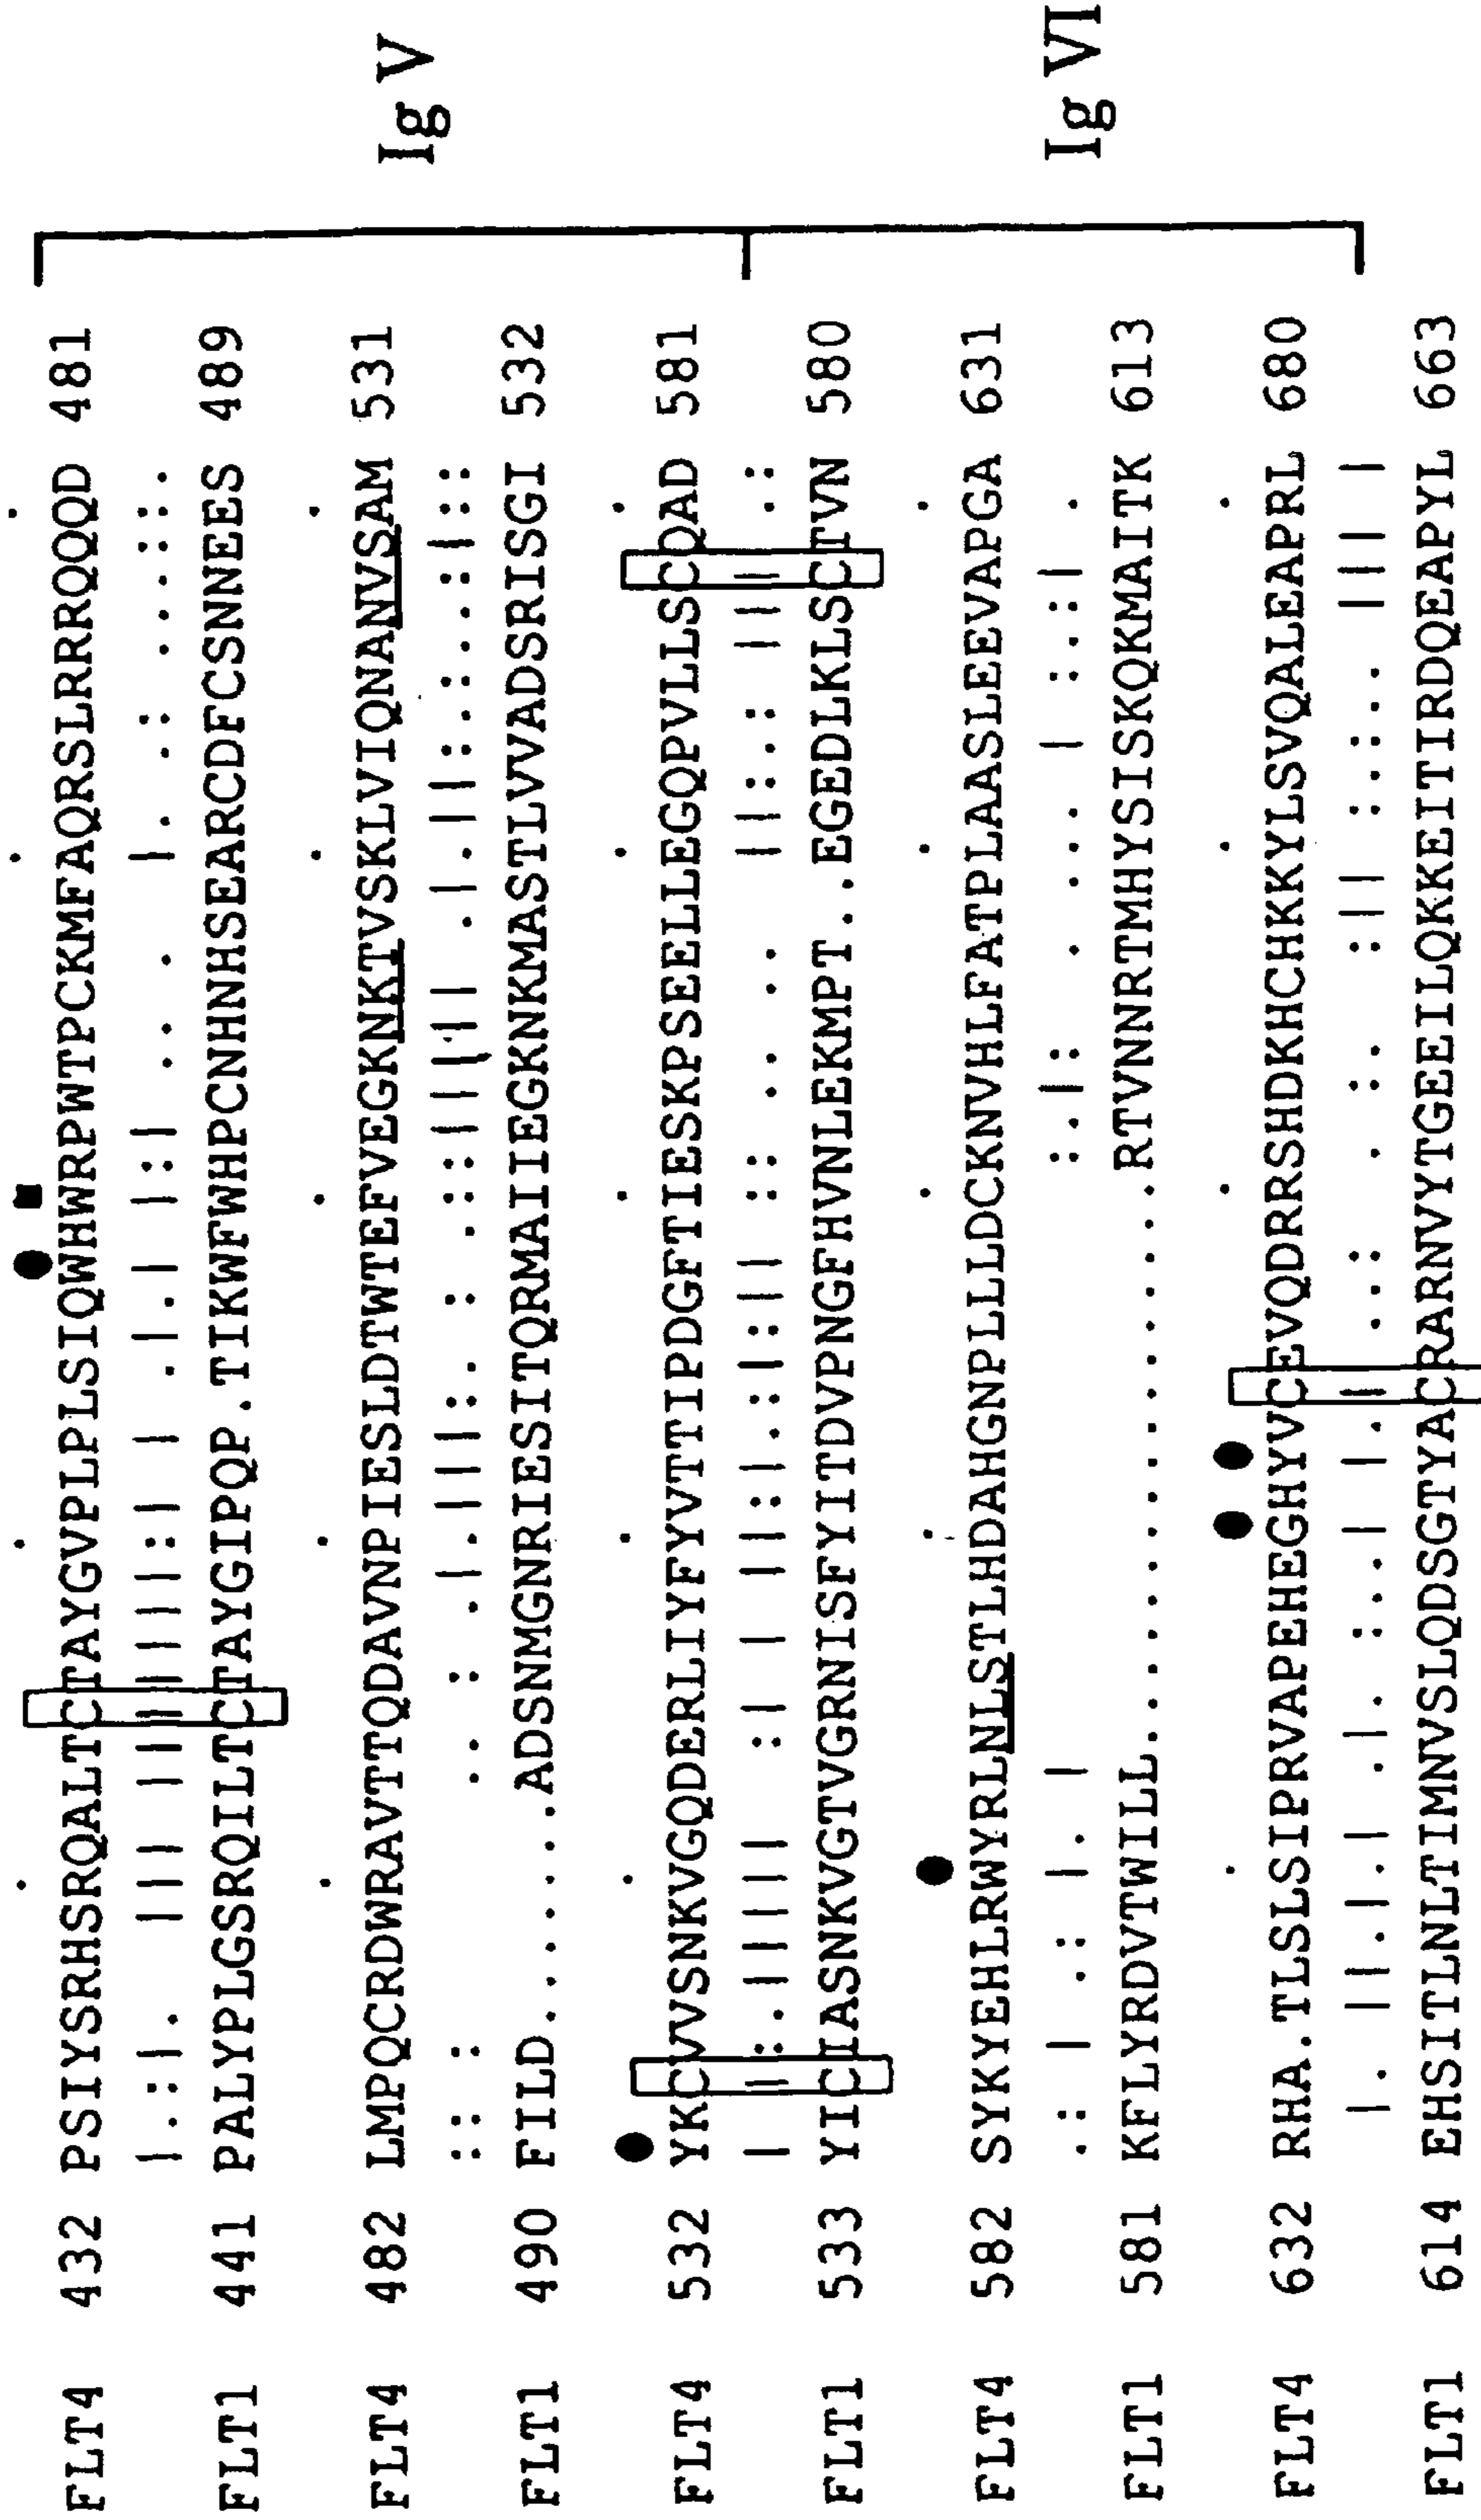 FLT4 432 PSIYSRHSRQALTCTAYGVPLPLSIQWHWRPWTPCKMFAQRSLRRRQQQD 481
FLT1 441 PALYPLGSRQILTCTAYGIPQP.TIKWFWHPCNHNHSEARCDFCSNNEES 489
FLT4 482 LMPQCRDWRAVTTQDAVNPIESLDTWTEFVEGKNKTVSKLVIQNANVSAM 531
FLT1 490 FILD.......ADSNMGNRIESITQRMAIIEGKNKMASTLVVADSRISGI 532
Ig V
FLT4 532 YKCVVSNKVGQDERLIYFYVTTIPDGFTIESKPSEELLEGQPVLLSCQAD 581
FLT1 533 YICIASNKVGTVGRNISFYITDVPNGFHVNLEKMPT..EGEDLKLSCTVN 580
FLT4 582 SYKYEHLRWYRLNLSTLHDAHGNPLLLDCKNVHLFATPLAASLEEVAPGA 631
FLT1 581 KFLYRDVTWILL.................RTVNNRTMHYSISKQKMAITK 613
Ig VI
FLT4 632 RHA.TLSLSIPRVAPEHEGHYVCEVQDRRSHDKHCHKKYLSVQALEAPRL 680
FLT1 614 EHSITLNLTIMNVSLQDSGTYACRARNVYTGEEILQKKEITIRDQEAPYL 663